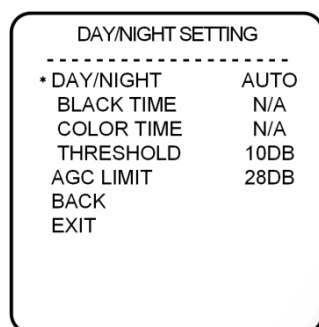 DAY/NIGHT SETTING
- - - - - - - - - - - - - - - - - - - -
* DAY/NIGHT AUTO
BLACK TIME N/A
COLOR TIME N/A
THRESHOLD 10DB
AGC LIMIT 28DB
BACK
EXIT